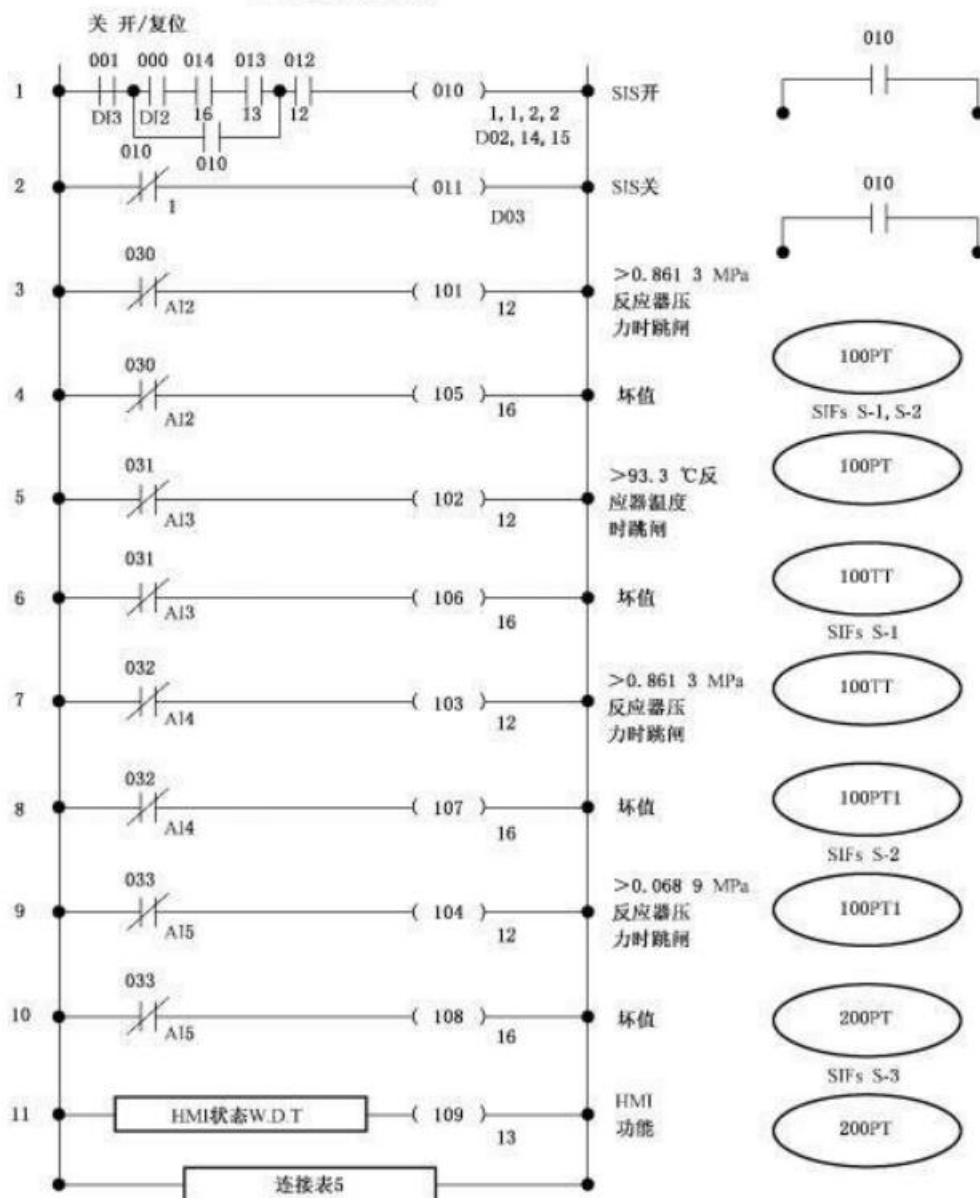 关 开/复位
001 000 014 013 012
1 ( 010 ) SIS开
DI3 DI2 16 13 12
1, 1, 2, 2
D02, 14, 15
010
010 010
2 ( 011 ) SIS关
1
D03
010
030
3 ( 101 )
AI2 12
>0.861 3 MPa
反应器压
力时跳闸
100PT
030
4 ( 105 ) 坏值
AI2 16
SIFs S-1, S-2
031
5 ( 102 )
AI3 12
>93.3 ℃反
应器温度
时跳闸
100PT
031
6 ( 106 ) 坏值
AI3 16
100TT
SIFs S-1
032
7 ( 103 )
AI4 12
>0.861 3 MPa
反应器压
力时跳闸
100TT
032
8 ( 107 ) 坏值
AI4 16
100PT1
SIFs S-2
033
9 ( 104 )
AI5 12
>0.068 9 MPa
反应器压
力时跳闸
100PT1
033
10 ( 108 ) 坏值
AI5 16
200PT
SIFs S-3
11 HMI状态W.D.T ( 109 )
13
HMI
功能
200PT
连接表5